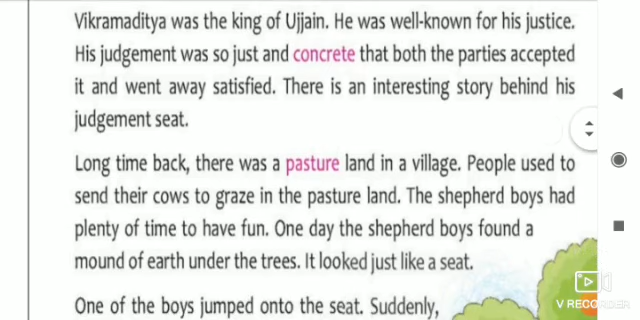 Vikramaditya was the king of Ujjain. He was well-known for his justice.
His judgement was so just and concrete that both the parties accepted
it and went away satisfied. There is an interesting story behind his
judgement seat.
Long time back, there was a pasture land in a village. People used to
send their cows to graze in the pasture land. The shepherd boys had
plenty of time to have fun. One day the shepherd boys found a
mound of earth under the trees. It looked just like a seat.
One of the boys jumped onto the seat. Suddenly,
V RECORDER